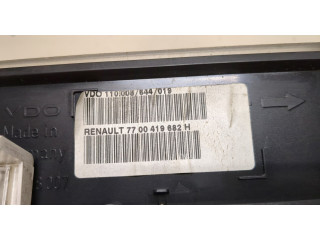 VDO 110.008/644/019
RENAULT 77 00 419 682 H
VDO
Made in
Germany